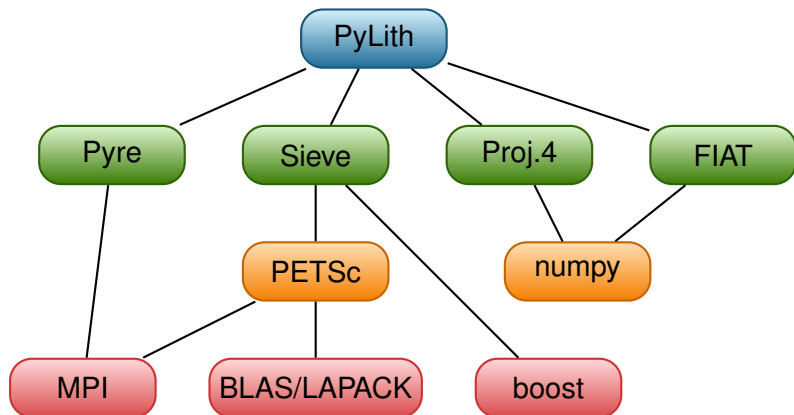 PyLith
Pyre
Sieve
Proj.4
FIAT
PETSc
numpy
MPI
BLAS/LAPACK
boost